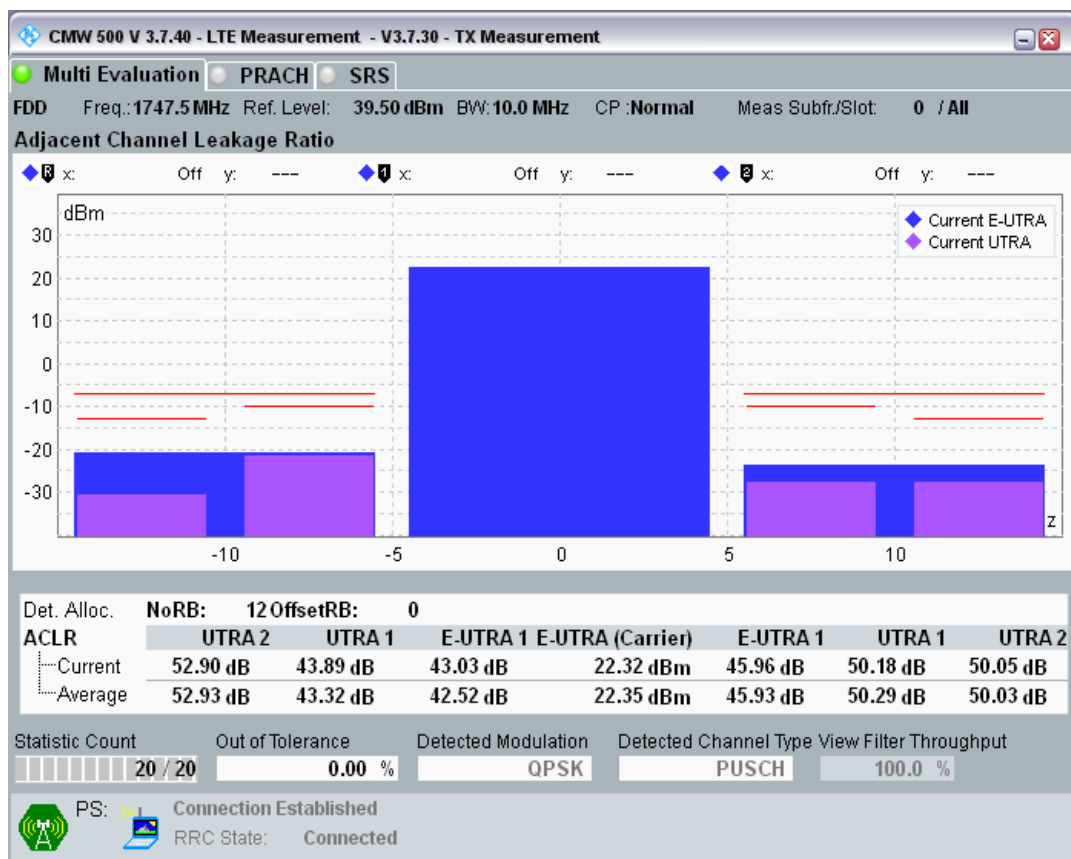 CMW 500 V 3.7.40 - LTE Measurement - V3.7.30 - TX Measurement
Multi Evaluation PRACH SRS
FDD Freq.: 1747.5 MHz Ref. Level: 39.50 dBm BW: 10.0 MHz CP :Normal Meas Subfr./Slot: 0 / All
Adjacent Channel Leakage Ratio
R x: Off y: --- 1 x: Off y: --- 2 x: Off y: ---
dBm
Current E-UTRA
Current UTRA
30
20
10
0
-10
-20
-30
z
-10 -5 0 5 10
Det. Alloc. NoRB: 12 OffsetRB: 0
ACLR UTRA 2 UTRA 1 E-UTRA 1 E-UTRA (Carrier) E-UTRA 1 UTRA 1 UTRA 2
Current 52.90 dB 43.89 dB 43.03 dB 22.32 dBm 45.96 dB 50.18 dB 50.05 dB
Average 52.93 dB 43.32 dB 42.52 dB 22.35 dBm 45.93 dB 50.29 dB 50.03 dB
Statistic Count Out of Tolerance Detected Modulation Detected Channel Type View Filter Throughput
20 / 20 0.00 % QPSK PUSCH 100.0 %
PS: Connection Established
RRC State: Connected